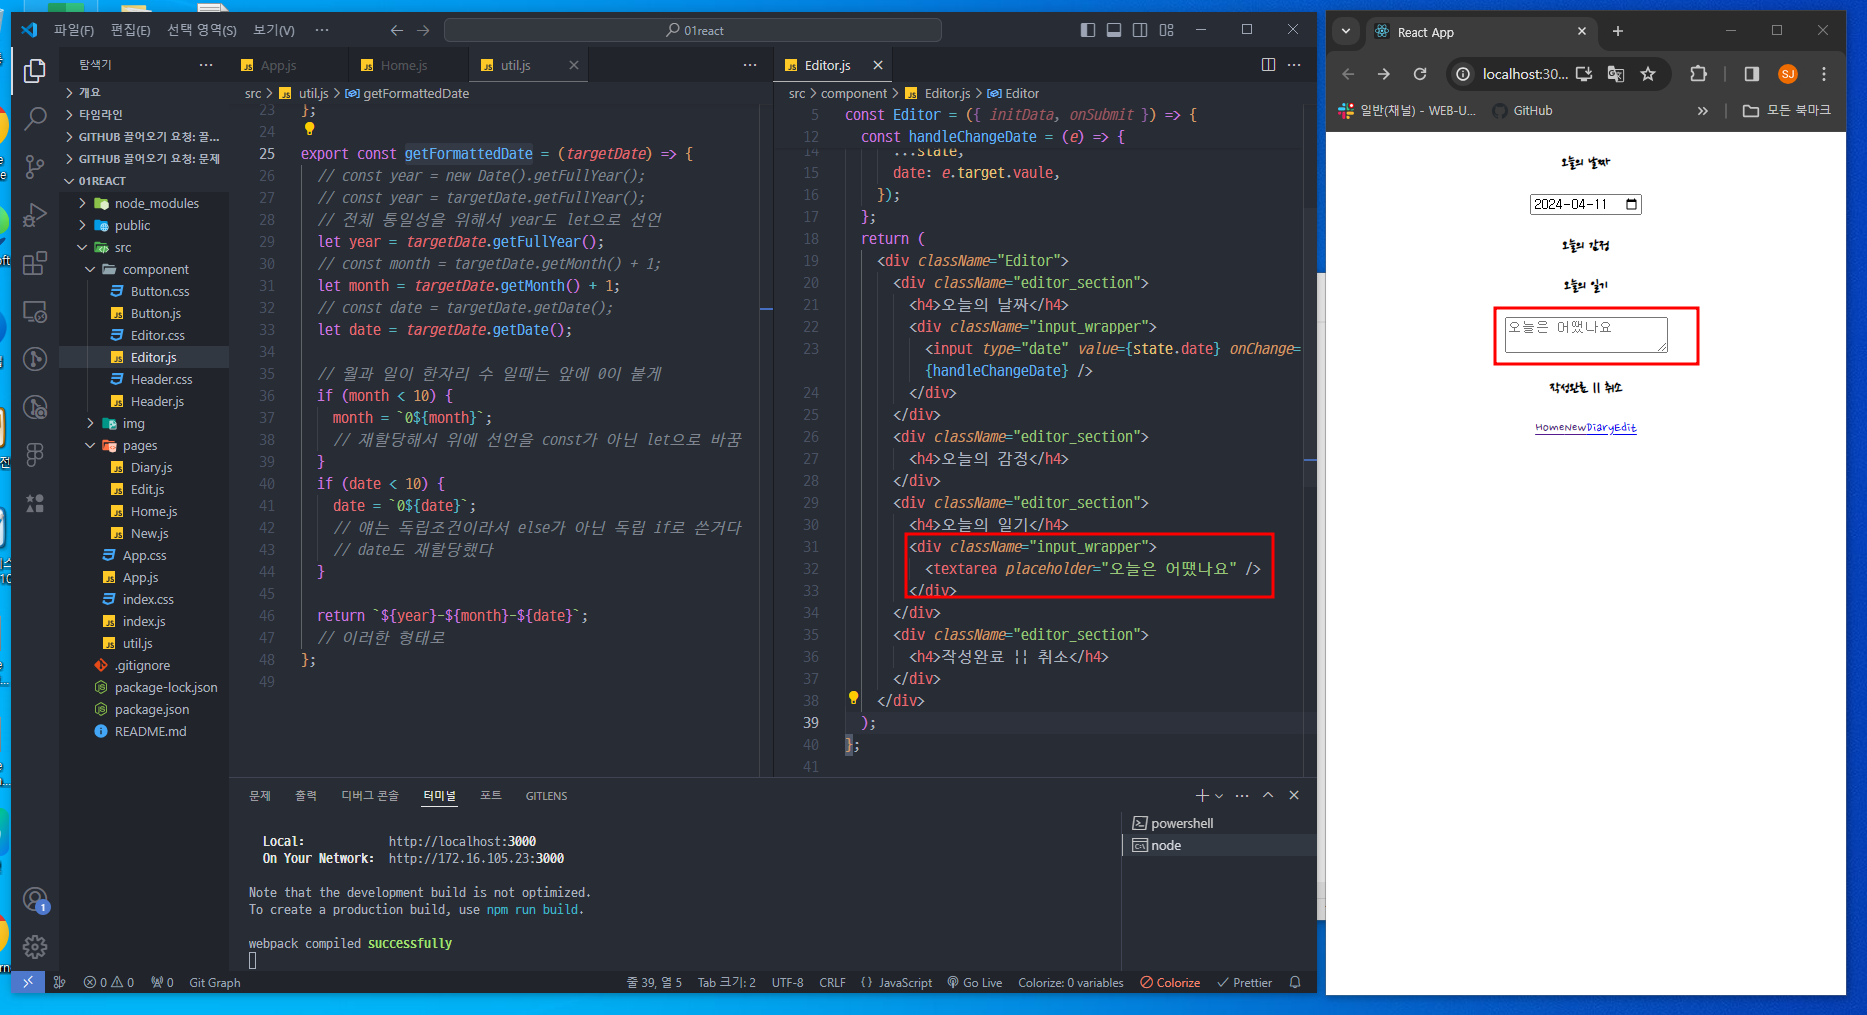 파일(F) 편집(E) 선택 영역(S) 보기(V) ··· 01react
탐색기 ···
개요
타임라인
GITHUB 끌어오기 요청: 끌...
GITHUB 끌어오기 요청: 문제
01REACT
node_modules
public
src
component
Button.css
Button.js
Editor.css
Editor.js
Header.css
Header.js
img
pages
Diary.js
Edit.js
Home.js
New.js
App.css
App.js
index.css
index.js
util.js
.gitignore
package-lock.json
package.json
README.md
App.js Home.js util.js ···
src > util.js > getFormattedDate
23 };
24
25 export const getFormattedDate = (targetDate) => {
26 // const year = new Date().getFullYear();
27 // const year = targetDate.getFullYear();
28 // 전체 통일성을 위해서 year도 let으로 선언
29 let year = targetDate.getFullYear();
30 // const month = targetDate.getMonth() + 1;
31 let month = targetDate.getMonth() + 1;
32 // const date = targetDate.getDate();
33 let date = targetDate.getDate();
34
35 // 월과 일이 한자리 수 일때는 앞에 0이 붙게
36 if (month < 10) {
37 month = `0${month}`;
38 // 재할당해서 위에 선언을 const가 아닌 let으로 바꿈
39 }
40 if (date < 10) {
41 date = `0${date}`;
42 // 얘는 독립조건이라서 else가 아닌 독립 if로 쓴거다
43 // date도 재할당했다
44 }
45
46 return `${year}-${month}-${date}`;
47 // 이러한 형태로
48 };
49
Editor.js ···
src > component > Editor.js > Editor
5 const Editor = ({ initData, onSubmit }) => {
12 const handleChangeDate = (e) => {
14 ...state,
15 date: e.target.vaule,
16 });
17 };
18 return (
19 <div className="Editor">
20 <div className="editor_section">
21 <h4>오늘의 날짜</h4>
22 <div className="input_wrapper">
23 <input type="date" value={state.date} onChange=
{handleChangeDate} />
24 </div>
25 </div>
26 <div className="editor_section">
27 <h4>오늘의 감정</h4>
28 </div>
29 <div className="editor_section">
30 <h4>오늘의 일기</h4>
31 <div className="input_wrapper">
32 <textarea placeholder="오늘은 어땠나요" />
33 </div>
34 </div>
35 <div className="editor_section">
36 <h4>작성완료 || 취소</h4>
37 </div>
38 </div>
39 );
40 };
41
문제 출력 디버그 콘솔 터미널 포트 GITLENS
Local: http://localhost:3000
On Your Network: http://172.16.105.23:3000
Note that the development build is not optimized.
To create a production build, use npm run build.
webpack compiled successfully
powershell
node
1
0 0 0 Git Graph 줄 39, 열 5 Tab 크기: 2 UTF-8 CRLF {} JavaScript Go Live Colorize: 0 variables Colorize Prettier
React App
localhost:30... SJ
일반(채널) - WEB-U... GitHub » 모든 북마크
오늘의 날짜
2024-04-11
오늘의 감정
오늘의 일기
오늘은 어땠나요
작성완료 || 취소
HomeNewDiaryEdit